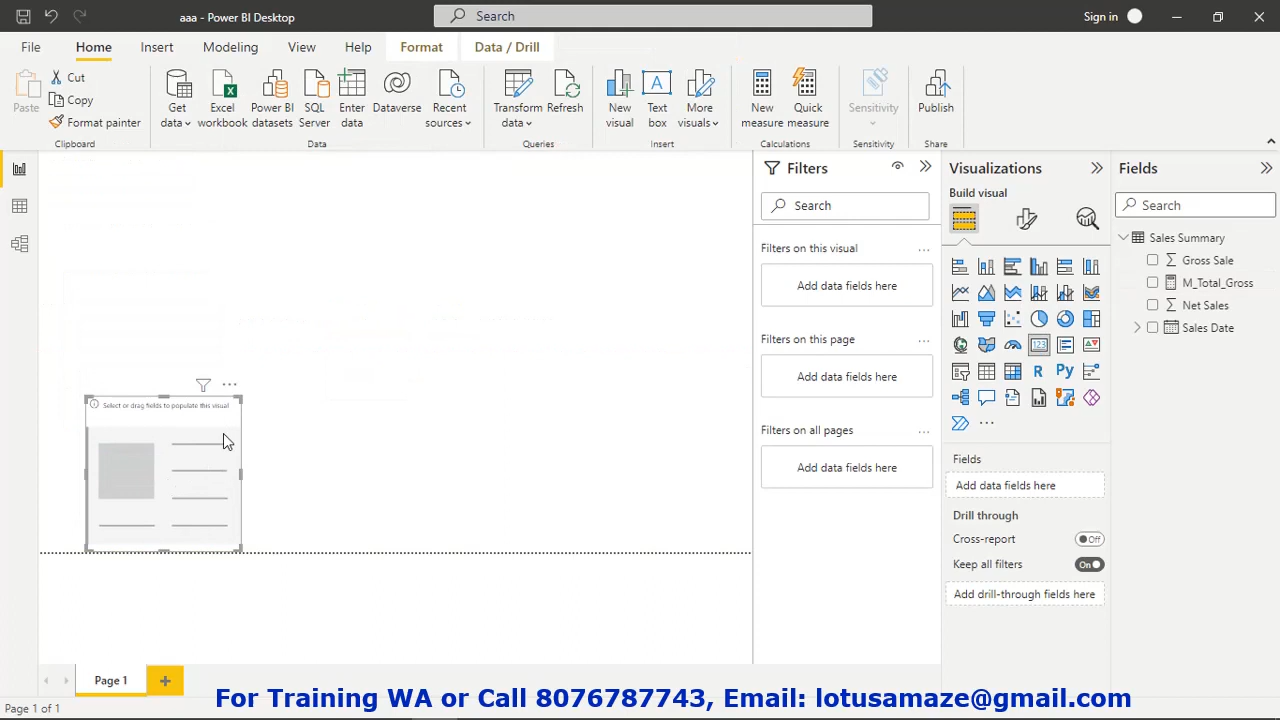 aaa - Power BI Desktop
Search
Sign in
File
Home
Insert
Modeling
View
Help
Format
Data / Drill
Paste
Cut
Copy
Format painter
Clipboard
Get data
Excel workbook
Power BI datasets
SQL Server
Enter data
Dataverse
Recent sources
Data
Transform data
Refresh
Queries
New visual
Text box
More visuals
Insert
New measure
Quick measure
Calculations
Sensitivity
Sensitivity
Publish
Share
Select or drag fields to populate this visual
Filters
Search
Filters on this visual
Add data fields here
Filters on this page
Add data fields here
Filters on all pages
Add data fields here
Visualizations
Build visual
123
R
Py
Fields
Add data fields here
Drill through
Cross-report
Off
Keep all filters
On
Add drill-through fields here
Fields
Search
Sales Summary
Gross Sale
M_Total_Gross
Net Sales
Sales Date
Page 1
Page 1 of 1
For Training WA or Call 8076787743, Email: lotusamaze@gmail.com